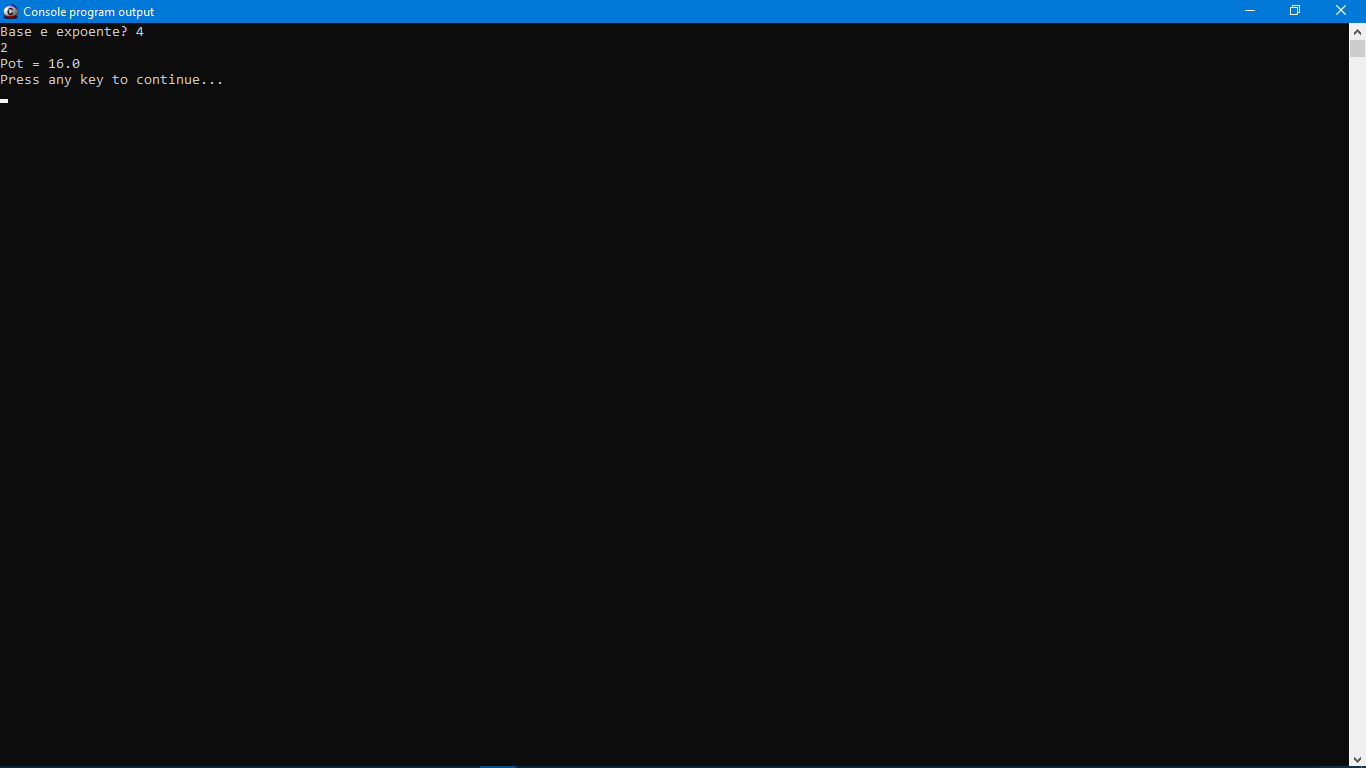 Console program output
Base e expoente? 4
2
Pot = 16.0
Press any key to continue...